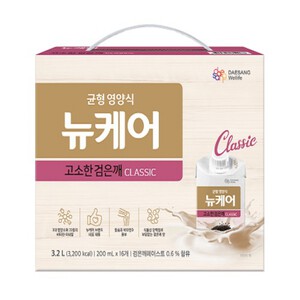 DAESANG
Wellife
균형 영양식
뉴케어
Classic
고소한 검은깨 CLASSIC
균형 영양식
뉴케어
고소한 검은깨 CLASSIC
3.2 L (3,200 kcal) | 200 mL × 16개 | 검은깨페이스트 0.6 % 함유